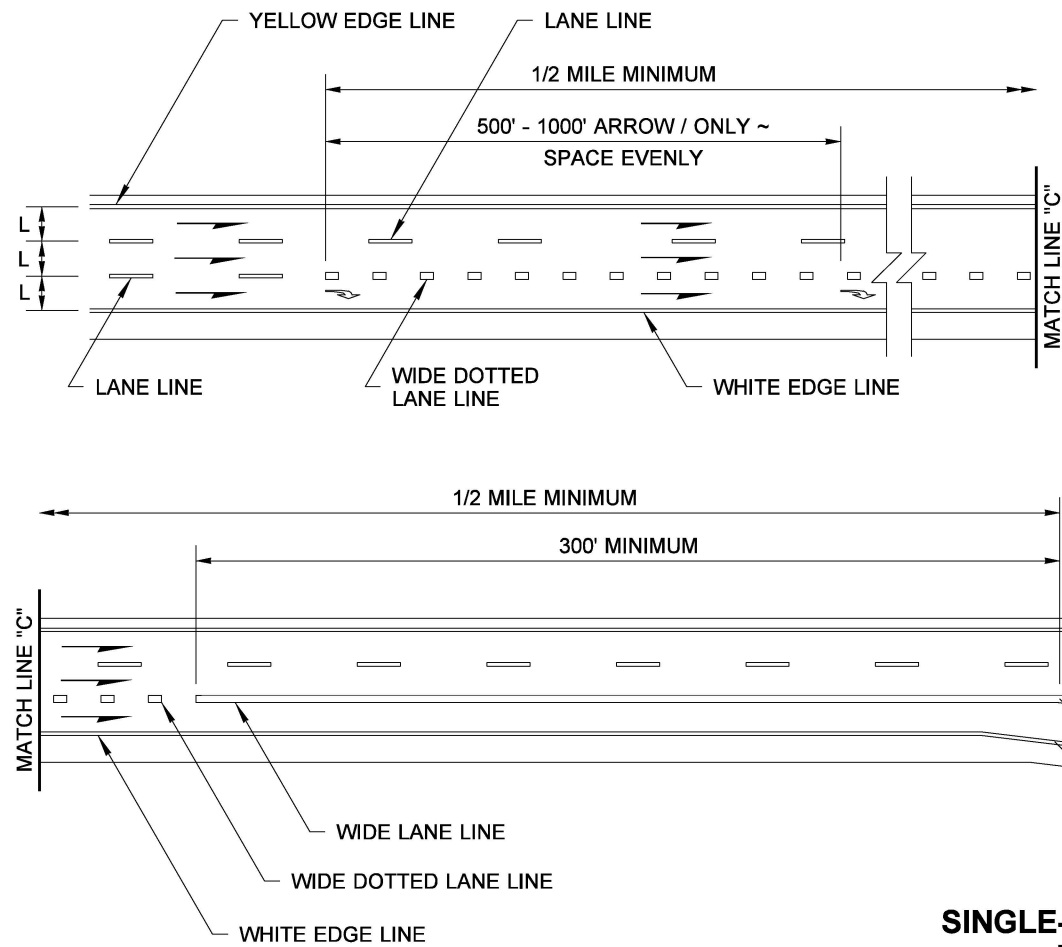 YELLOW EDGE LINE
LANE LINE
1/2 MILE MINIMUM
500' - 1000' ARROW / ONLY ~
SPACE EVENLY
L
L
L
MATCH LINE "C"
LANE LINE
WIDE DOTTED
LANE LINE
WHITE EDGE LINE
1/2 MILE MINIMUM
300' MINIMUM
MATCH LINE "C"
WIDE LANE LINE
WIDE DOTTED LANE LINE
WHITE EDGE LINE
SINGLE-